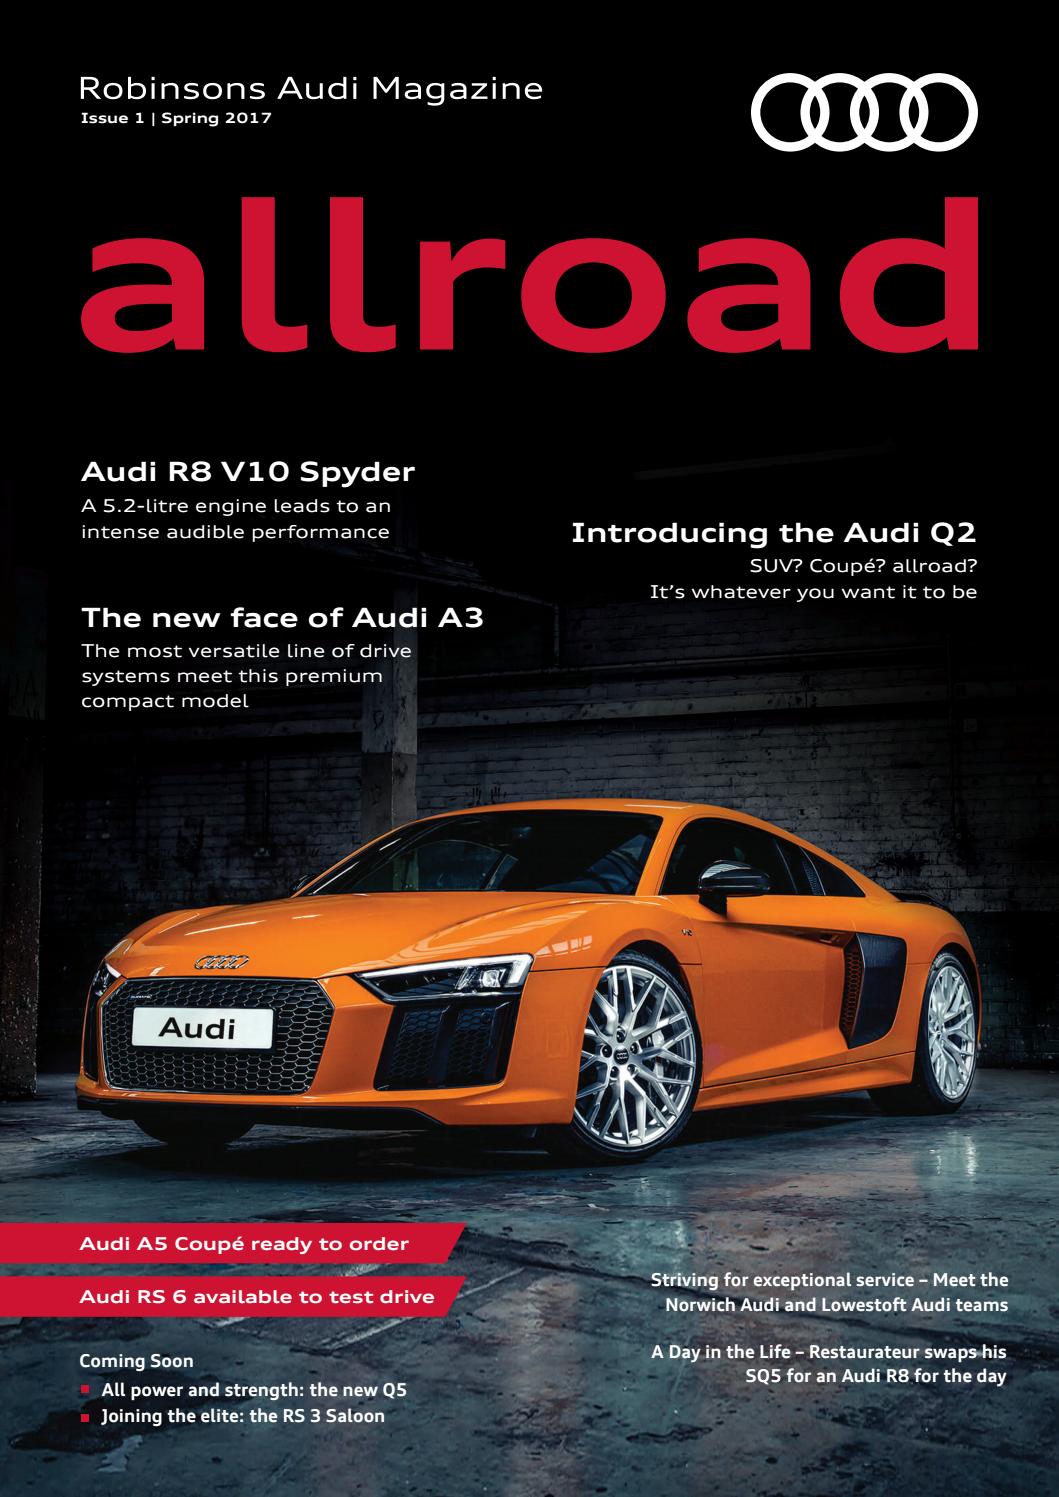 Robinsons Audi Magazine
Issue 1 | Spring 2017
allroad
Audi R8 V10 Spyder
A 5.2-litre engine leads to an
intense audible performance
Introducing the Audi Q2
SUV? Coupé? allroad?
It's whatever you want it to be
The new face of Audi A3
The most versatile line of drive
systems meet this premium
compact model
Audi
Audi A5 Coupé ready to order
Audi RS 6 available to test drive
Coming Soon
All power and strength: the new Q5
Joining the elite: the RS 3 Saloon
Striving for exceptional service – Meet the
Norwich Audi and Lowestoft Audi teams
A Day in the Life – Restaurateur swaps his
SQ5 for an Audi R8 for the day